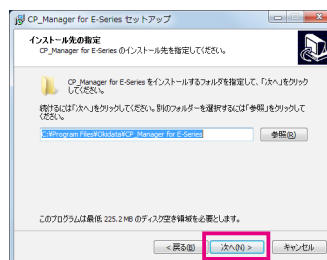 CP_Manager for E-Series セットアップ
インストール先の指定
CP_Manager for E-Series のインストール先を指定してください。
CP_Manager for E-Series をインストールするフォルダを指定して、「次へ」をクリック
してください。
続けるには「次へ」をクリックしてください。別のフォルダーを選択するには「参照」をクリックして
ください。
C:¥Program Files¥Okidata¥CP_Manager for E-Series
参照(R)
このプログラムは最低 225.2 MB のディスク空き領域を必要とします。
< 戻る(B)
次へ(N) >
キャンセル